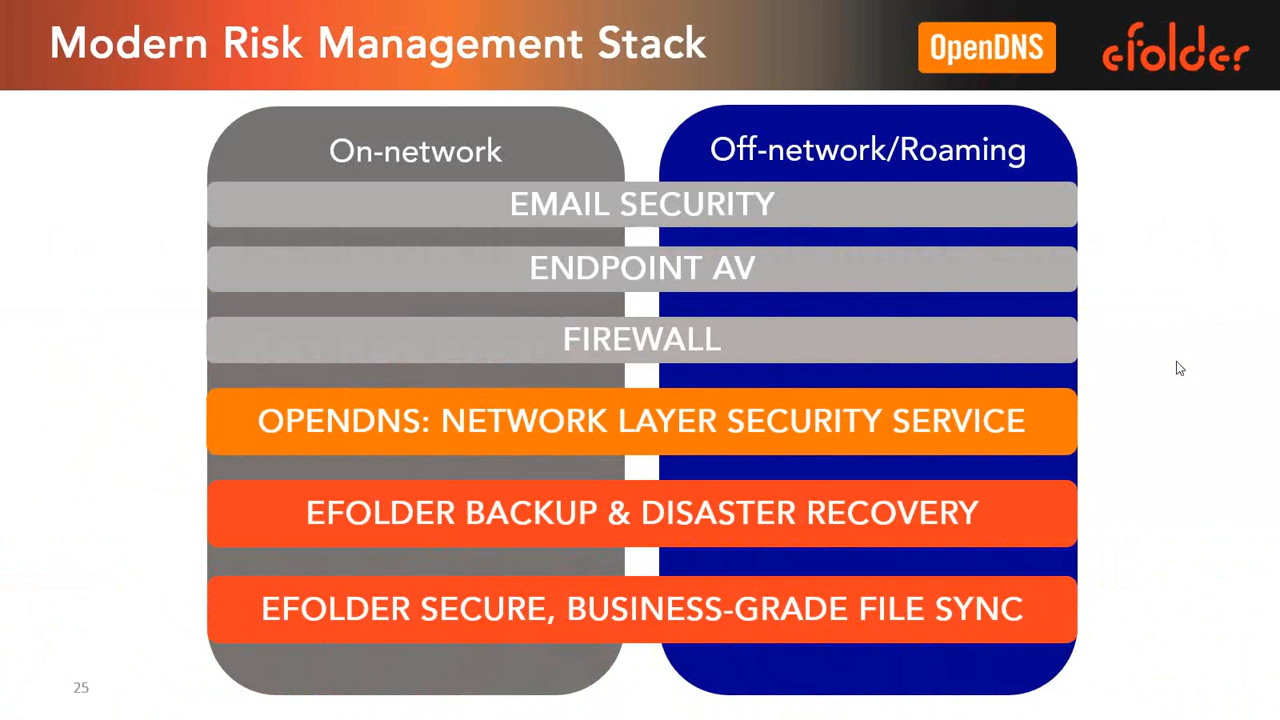 Modern Risk Management Stack
OpenDNS
efolder
On-network
Off-network/Roaming
EMAIL SECURITY
ENDPOINT AV
FIREWALL
OPENDNS: NETWORK LAYER SECURITY SERVICE
EFOLDER BACKUP & DISASTER RECOVERY
EFOLDER SECURE, BUSINESS-GRADE FILE SYNC
25